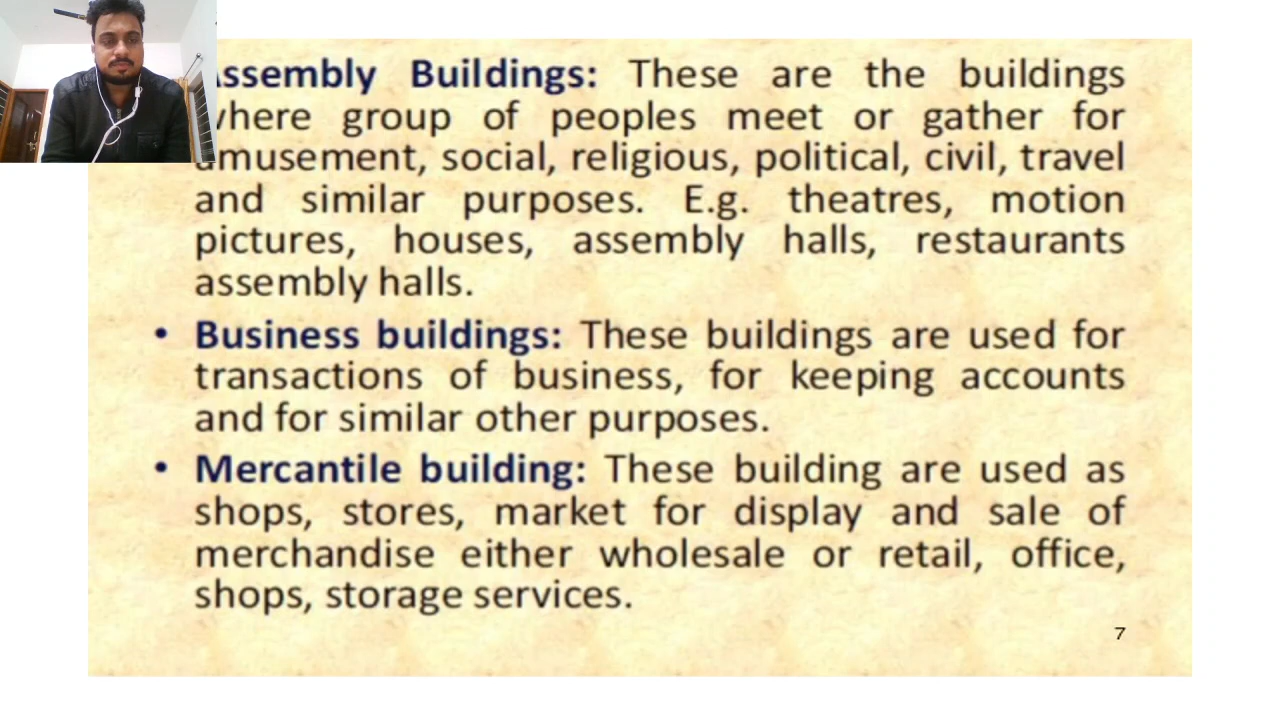 Assembly Buildings: These are the buildings
where group of peoples meet or gather for
amusement, social, religious, political, civil, travel
and similar purposes. E.g. theatres, motion
pictures, houses, assembly halls, restaurants
assembly halls.
• Business buildings: These buildings are used for
transactions of business, for keeping accounts
and for similar other purposes.
• Mercantile building: These building are used as
shops, stores, market for display and sale of
merchandise either wholesale or retail, office,
shops, storage services.
7